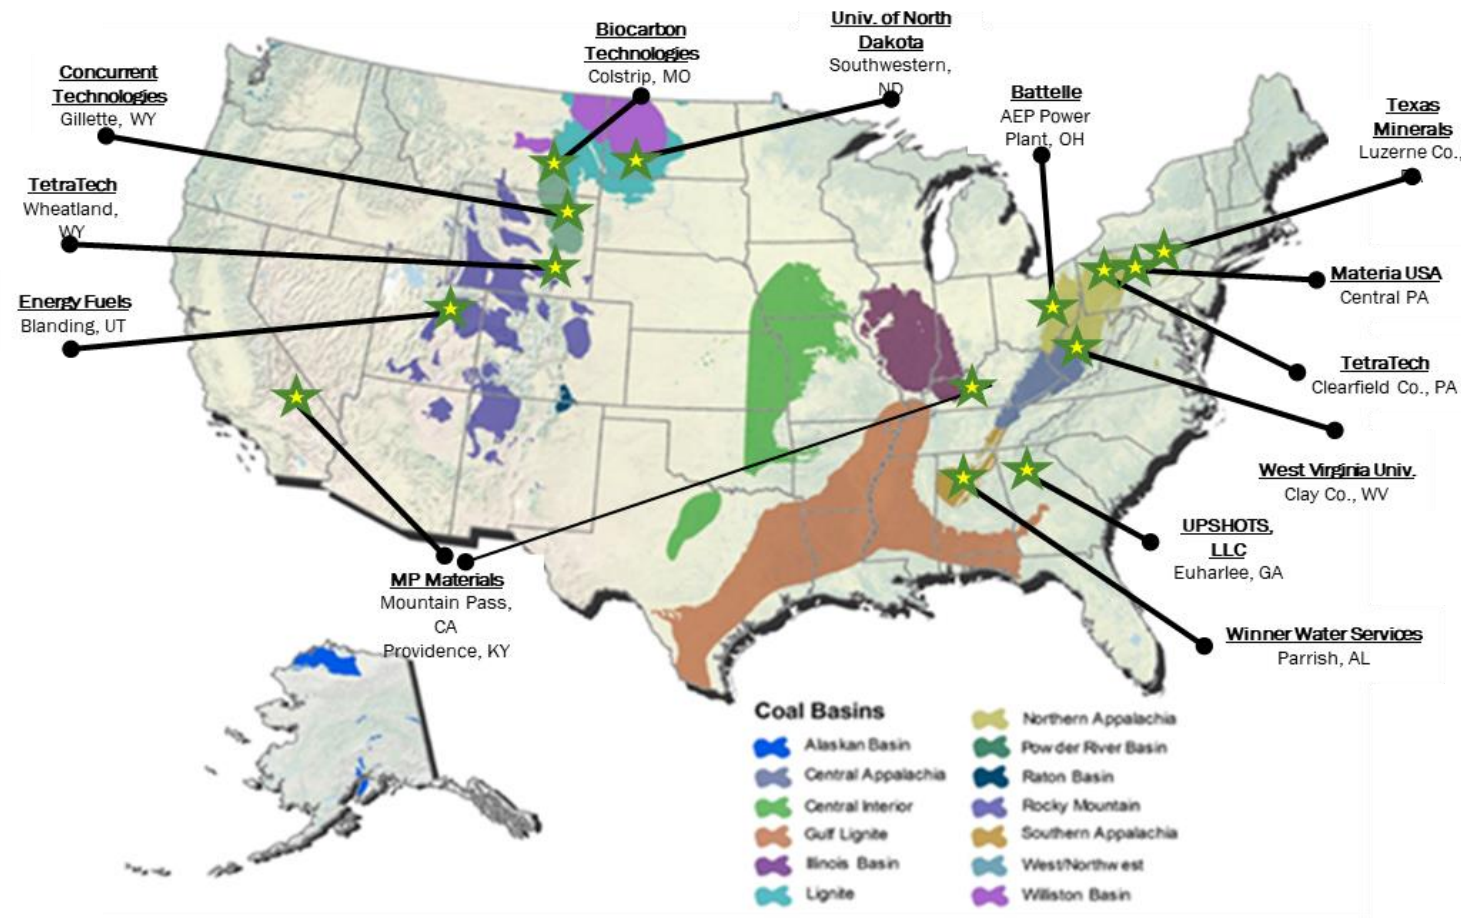 Biocarbon
Technologies
Colstrip, MO
Univ. of North
Dakota
Southwestern,
ND
Concurrent
Technologies
Gillette, WY
Battelle
AEP Power
Plant, OH
Texas
Minerals
Luzerne Co.,
TetraTech
Wheatland,
WY
Energy Fuels
Blanding, UT
Materia USA
Central PA
TetraTech
Clearfield Co., PA
West Virginia Univ.
Clay Co., WV
UPSHOTS,
LLC
Euharlee, GA
MP Materials
Mountain Pass,
CA
Providence, KY
Winner Water Services
Parrish, AL
Coal Basins
Alaskan Basin
Central Appalachia
Central Interior
Gulf Lignite
Illinois Basin
Lignite
Northern Appalachia
Powder River Basin
Raton Basin
Rocky Mountain
Southern Appalachia
West/Northwest
Williston Basin